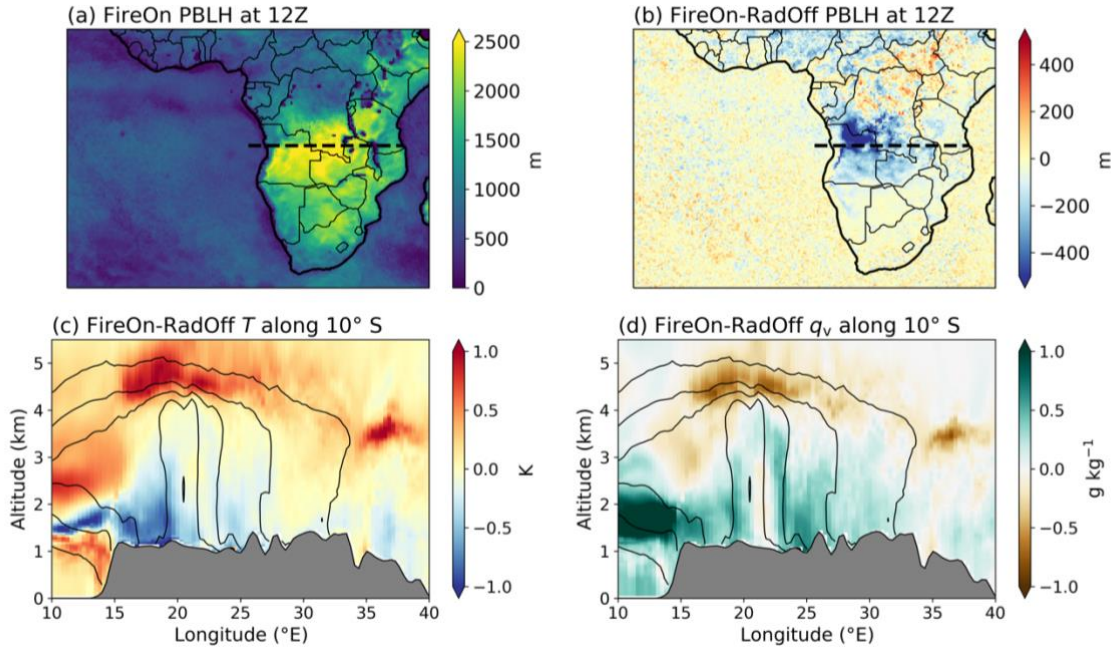 (a) FireOn PBLH at 12Z
2500
2000
1500
1000
500
0
m
(b) FireOn-RadOff PBLH at 12Z
400
200
0
−200
−400
m
(c) FireOn-RadOff T along 10° S
5
4
3
2
1
0
Altitude (km)
10 15 20 25 30 35 40
Longitude (°E)
1.0
0.5
0.0
−0.5
−1.0
K
(d) FireOn-RadOff qv along 10° S
5
4
3
2
1
0
Altitude (km)
10 15 20 25 30 35 40
Longitude (°E)
1.0
0.5
0.0
−0.5
−1.0
g kg⁻¹